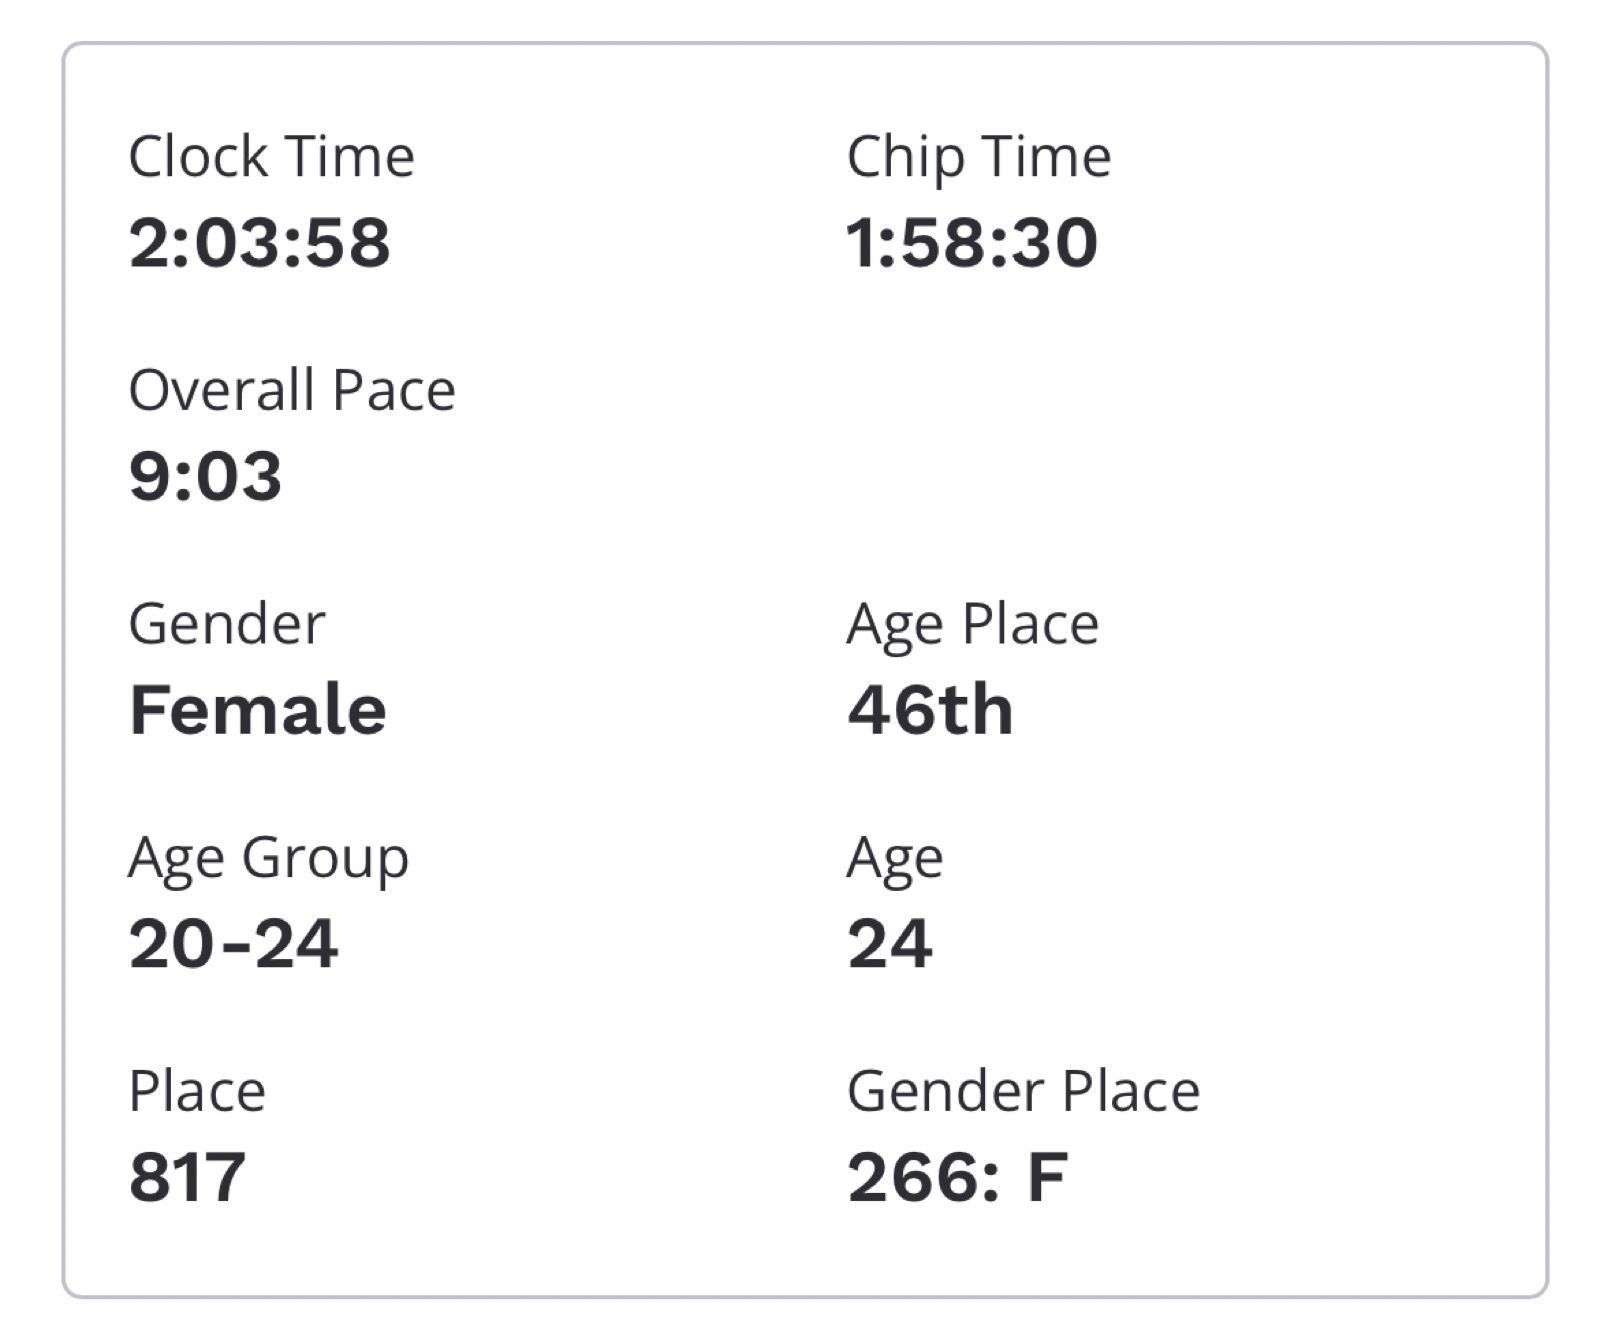 Clock Time
2:03:58
Chip Time
1:58:30
Overall Pace
9:03
Gender
Female
Age Place
46th
Age Group
20-24
Age
24
Place
817
Gender Place
266: F